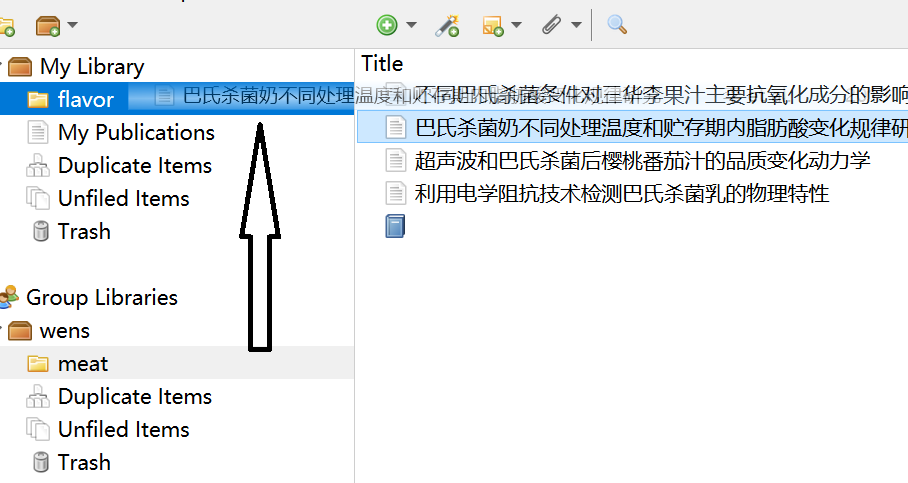 My Library
flavor
巴氏杀菌奶不同处理温度和贮存期内脂肪酸变化规律研
My Publications
Duplicate Items
Unfiled Items
Trash
Group Libraries
wens
meat
Duplicate Items
Unfiled Items
Trash
Title
不同巴氏杀菌条件对三华李果汁主要抗氧化成分的影响
巴氏杀菌奶不同处理温度和贮存期内脂肪酸变化规律研
超声波和巴氏杀菌后樱桃番茄汁的品质变化动力学
利用电学阻抗技术检测巴氏杀菌乳的物理特性